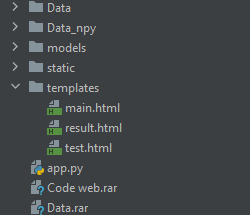 Data
Data_npy
models
static
templates
main.html
result.html
test.html
app.py
Code web.rar
Data.rar